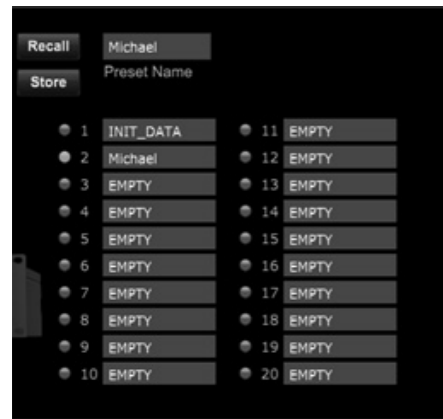 Recall Michael
Preset Name
Store
1 INIT_DATA 11 EMPTY
2 Michael 12 EMPTY
3 EMPTY 13 EMPTY
4 EMPTY 14 EMPTY
5 EMPTY 15 EMPTY
6 EMPTY 16 EMPTY
7 EMPTY 17 EMPTY
8 EMPTY 18 EMPTY
9 EMPTY 19 EMPTY
10 EMPTY 20 EMPTY